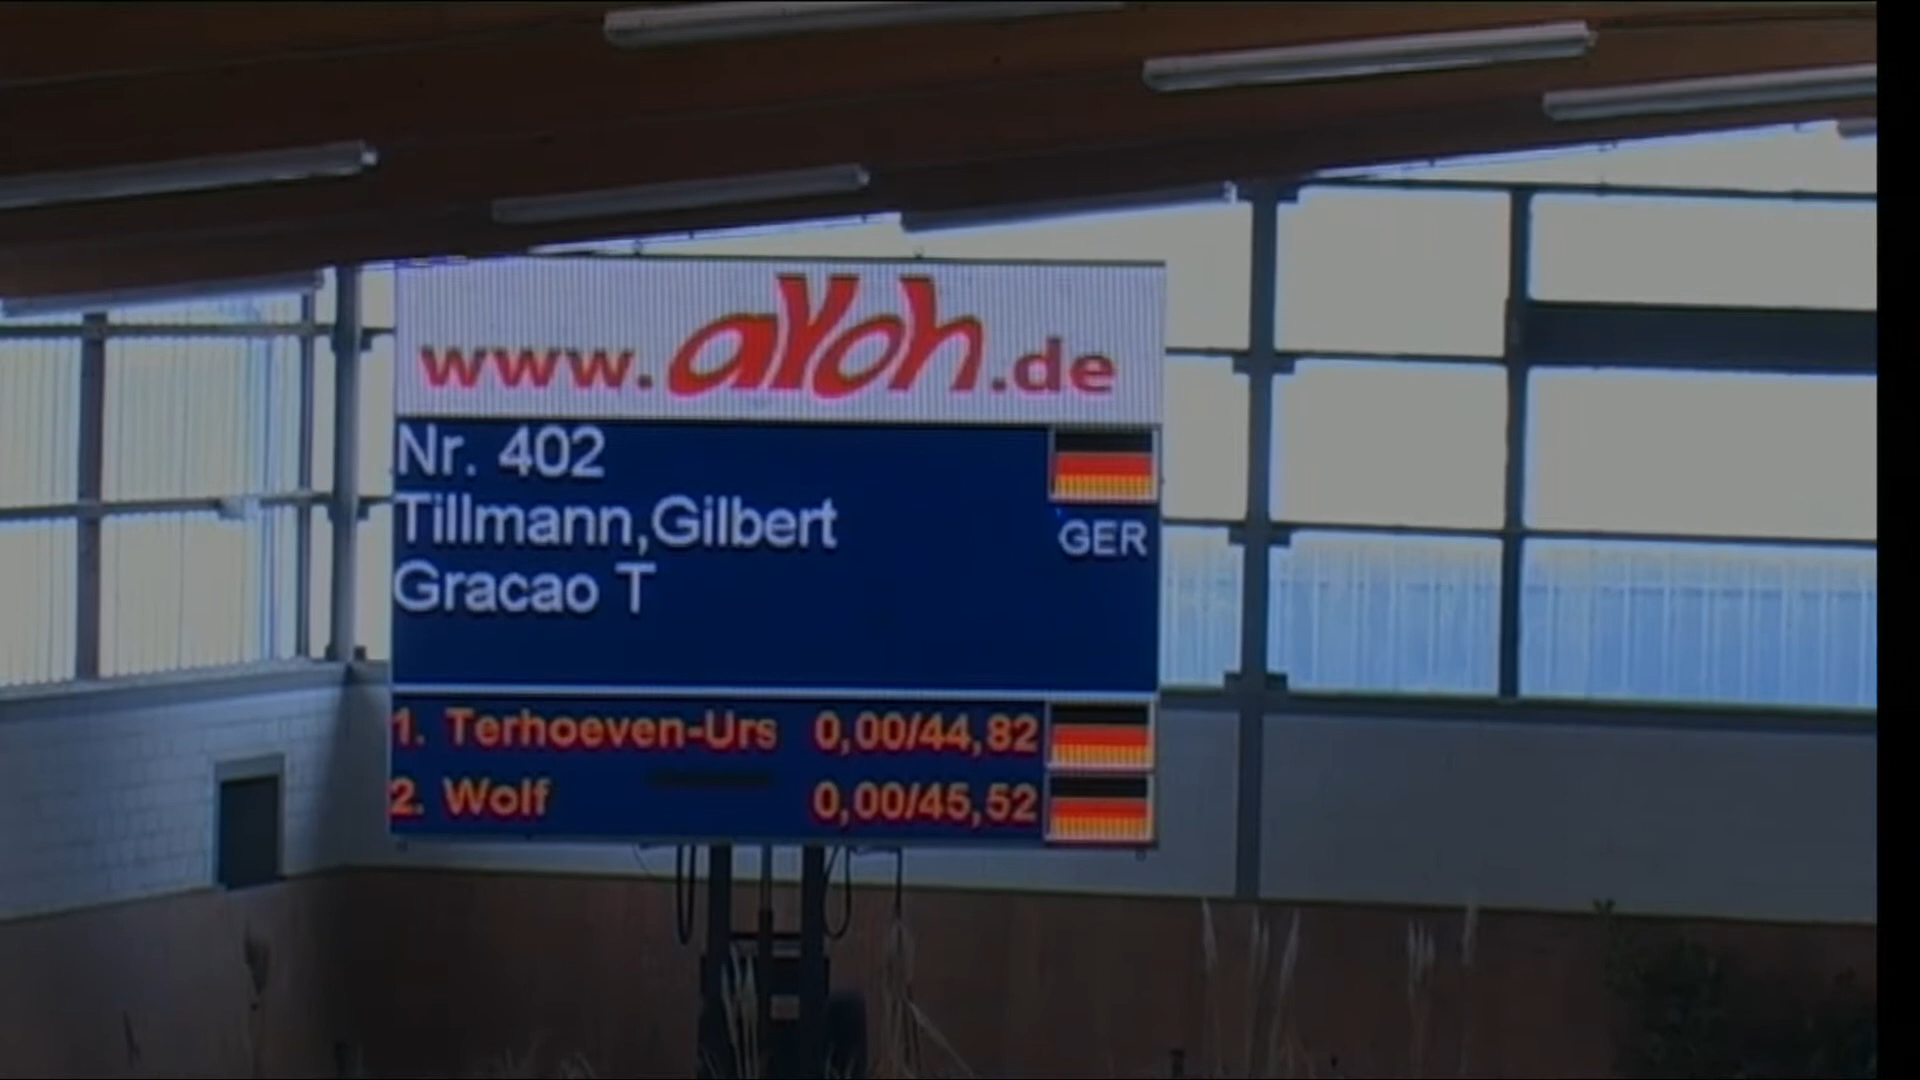 www.aYoh.de
Nr. 402
Tillmann,Gilbert
GER
Gracao T
1. Terhoeven-Urs 0,00/44,82
2. Wolf 0,00/45,52